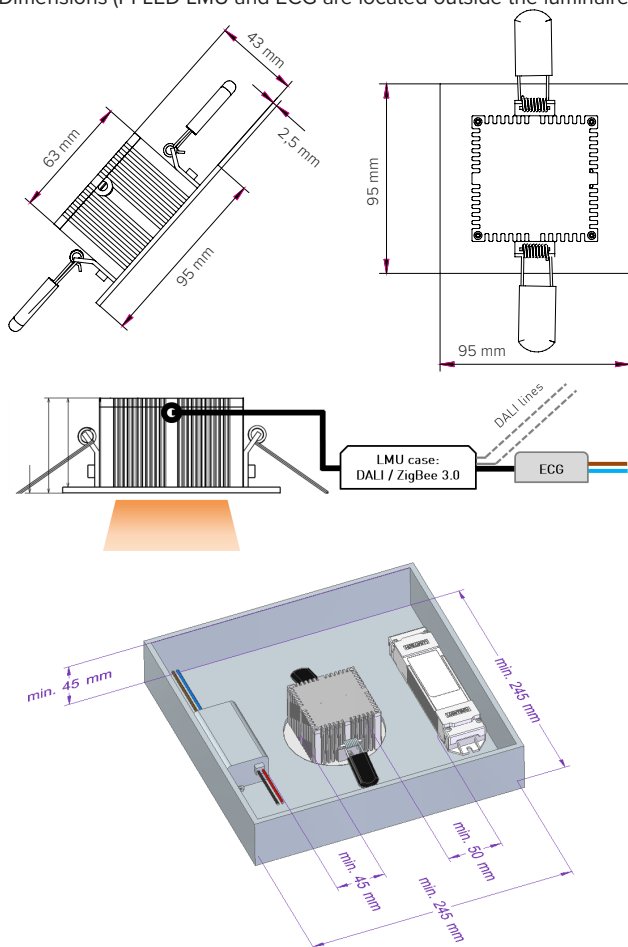 Dimensions (PI-LED LMU and ECG are located outside the luminaire
43 mm
2,5 mm
63 mm
95 mm
95 mm
95 mm
DALI lines
LMU case:
DALI / ZigBee 3.0
ECG
min. 45 mm
min. 245 mm
min. 50 mm
min. 45 mm
min. 245 mm